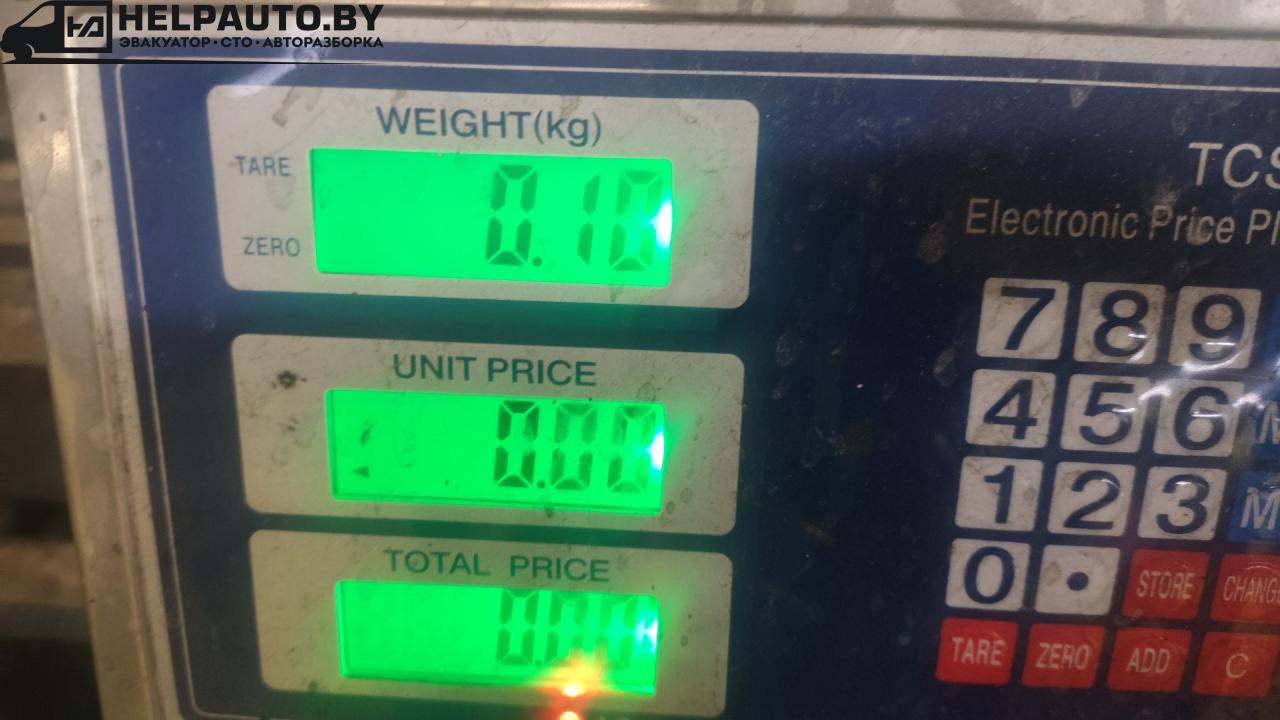 HELPAUTO.BY
ЭВАКУАТОР · СТО · АВТОРАЗБОРКА
WEIGHT(kg)
TARE
0.10
ZERO
TCS
Electronic Price
UNIT PRICE
0.00
TOTAL PRICE
0.00
7 8 9
4 5 6
1 2 3
0 • STORE
TARE ZERO ADD C